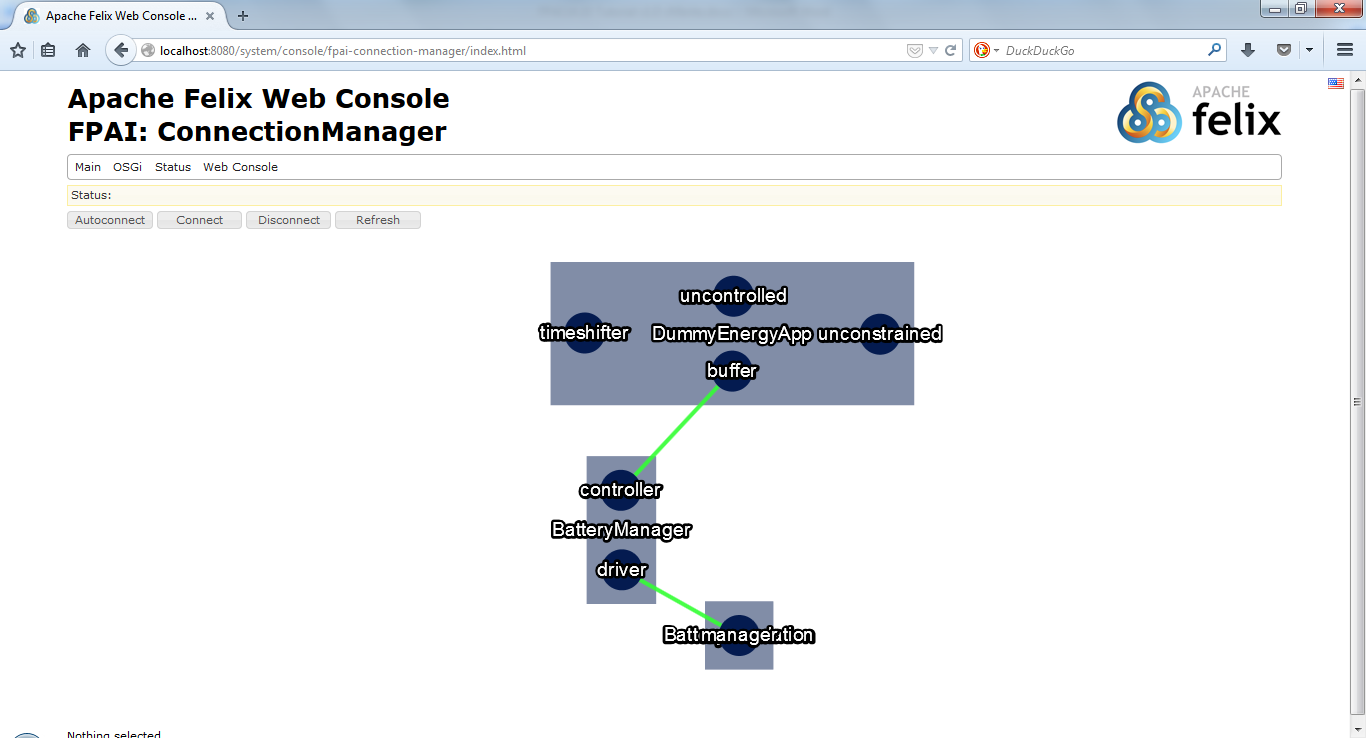 Apache Felix Web Console ...
localhost:8080/system/console/fpai-connection-manager/index.html
DuckDuckGo
Apache Felix Web Console
FPAI: ConnectionManager
APACHE
felix
Main OSGi Status Web Console
Status:
Autoconnect Connect Disconnect Refresh
uncontrolled
timeshifter DummyEnergyApp unconstrained
buffer
controller
BatteryManager
driver
manager
Nothing selected